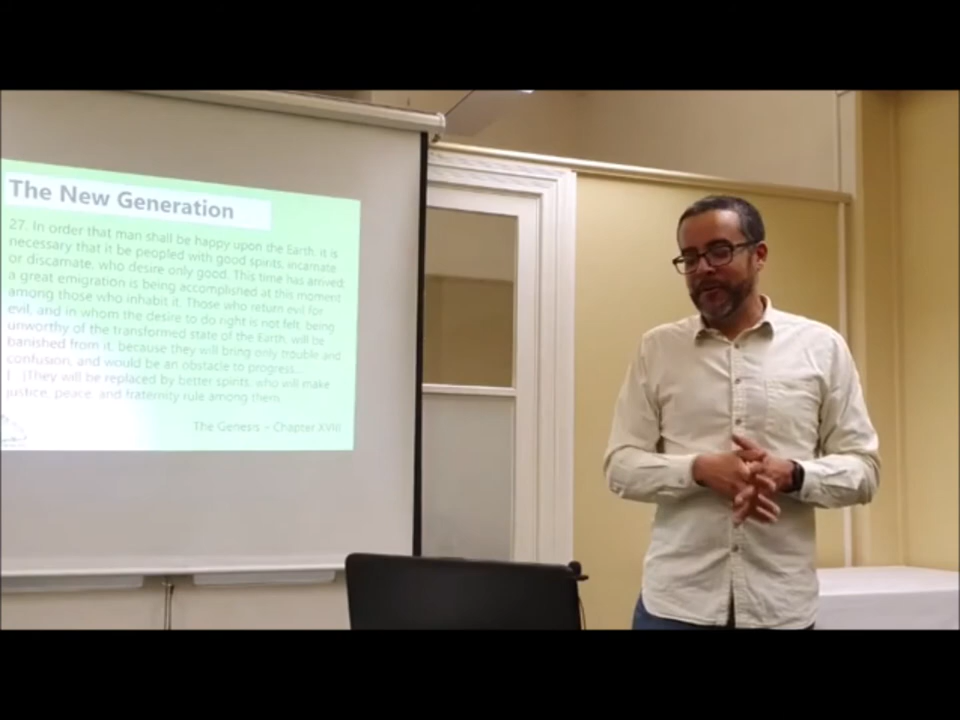 The New Generation
27. In order that man shall be happy upon the Earth, it is
necessary that it be peopled with good spirits, incarnate
or discarnate, who desire only good. This time has arrived;
a great emigration is being accomplished at this moment
among those who inhabit it. Those who return evil for
evil, and in whom the desire to do right is not felt, being
unworthy of the transformed state of the Earth, will be
banished from it, because they will bring only trouble and
confusion, and would be an obstacle to progress...
[...]They will be replaced by better spirits, who will make
justice, peace, and fraternity rule among them.
The Genesis – Chapter XVIII